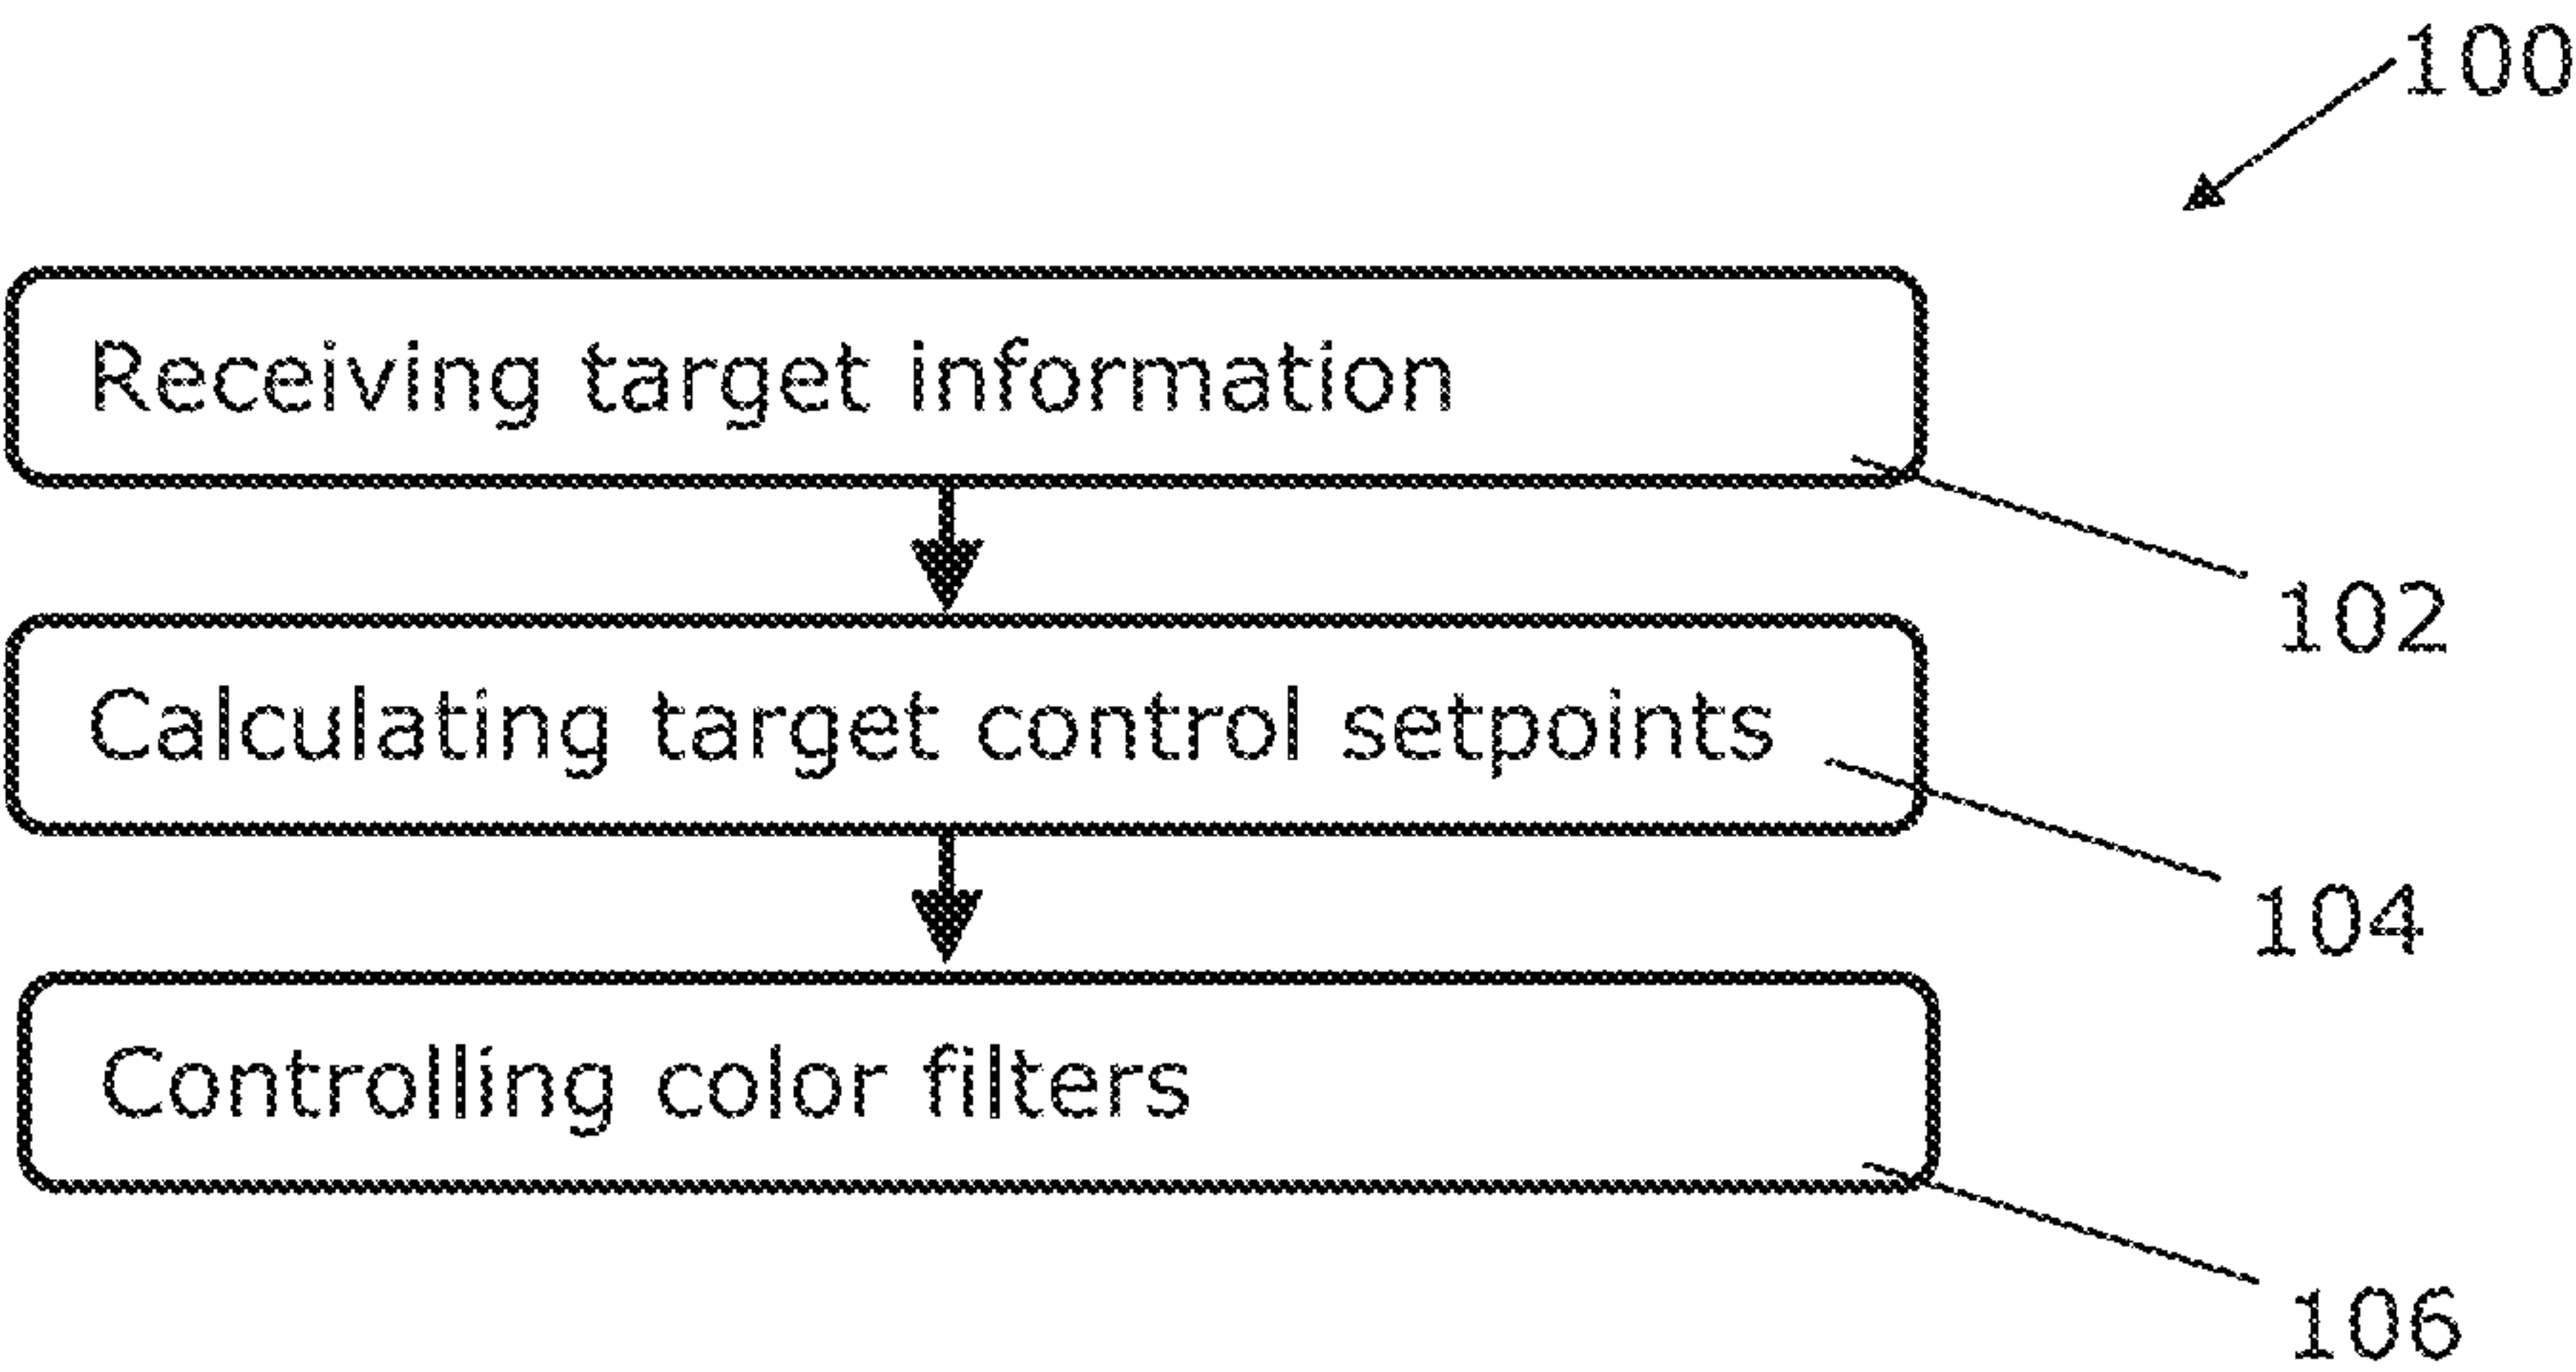 100
Receiving target information
102
Calculating target control setpoints
104
Controlling color filters
106